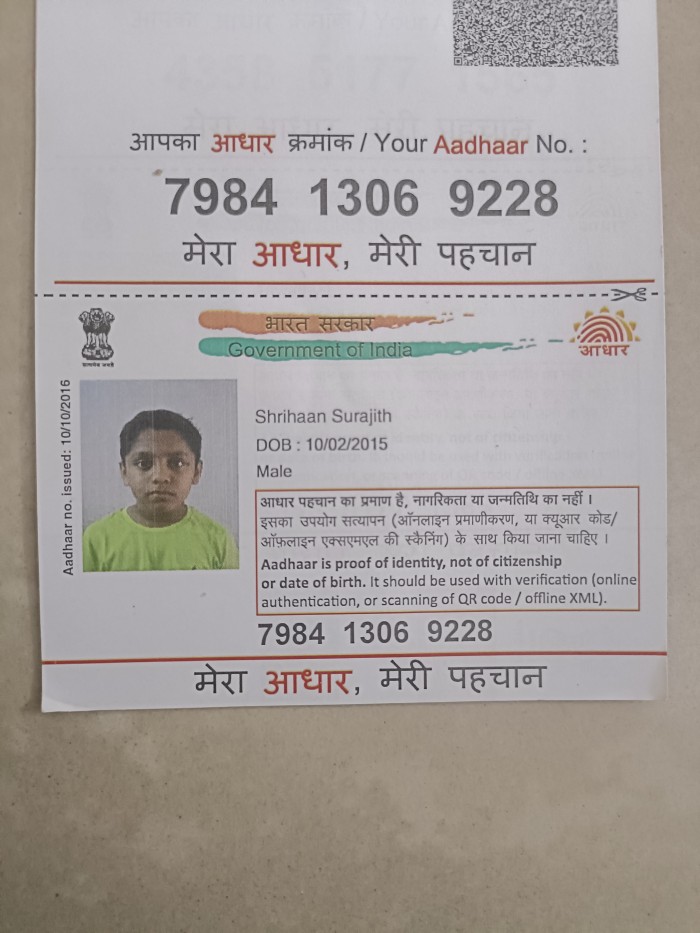 आपका आधार क्रमांक / Your Aadhaar No. :
7984 1306 9228
मेरा आधार, मेरी पहचान
भारत सरकार
Government of India
आधार
Aadhaar no. issued: 10/10/2016
Shrihaan Surajith
DOB : 10/02/2015
Male
आधार पहचान का प्रमाण है, नागरिकता या जन्मतिथि का नहीं ।
इसका उपयोग सत्यापन (ऑनलाइन प्रमाणीकरण, या क्यूआर कोड/
ऑफ़लाइन एक्सएमएल की स्कैनिंग) के साथ किया जाना चाहिए ।
Aadhaar is proof of identity, not of citizenship
or date of birth. It should be used with verification (online
authentication, or scanning of QR code / offline XML).
7984 1306 9228
मेरा आधार, मेरी पहचान